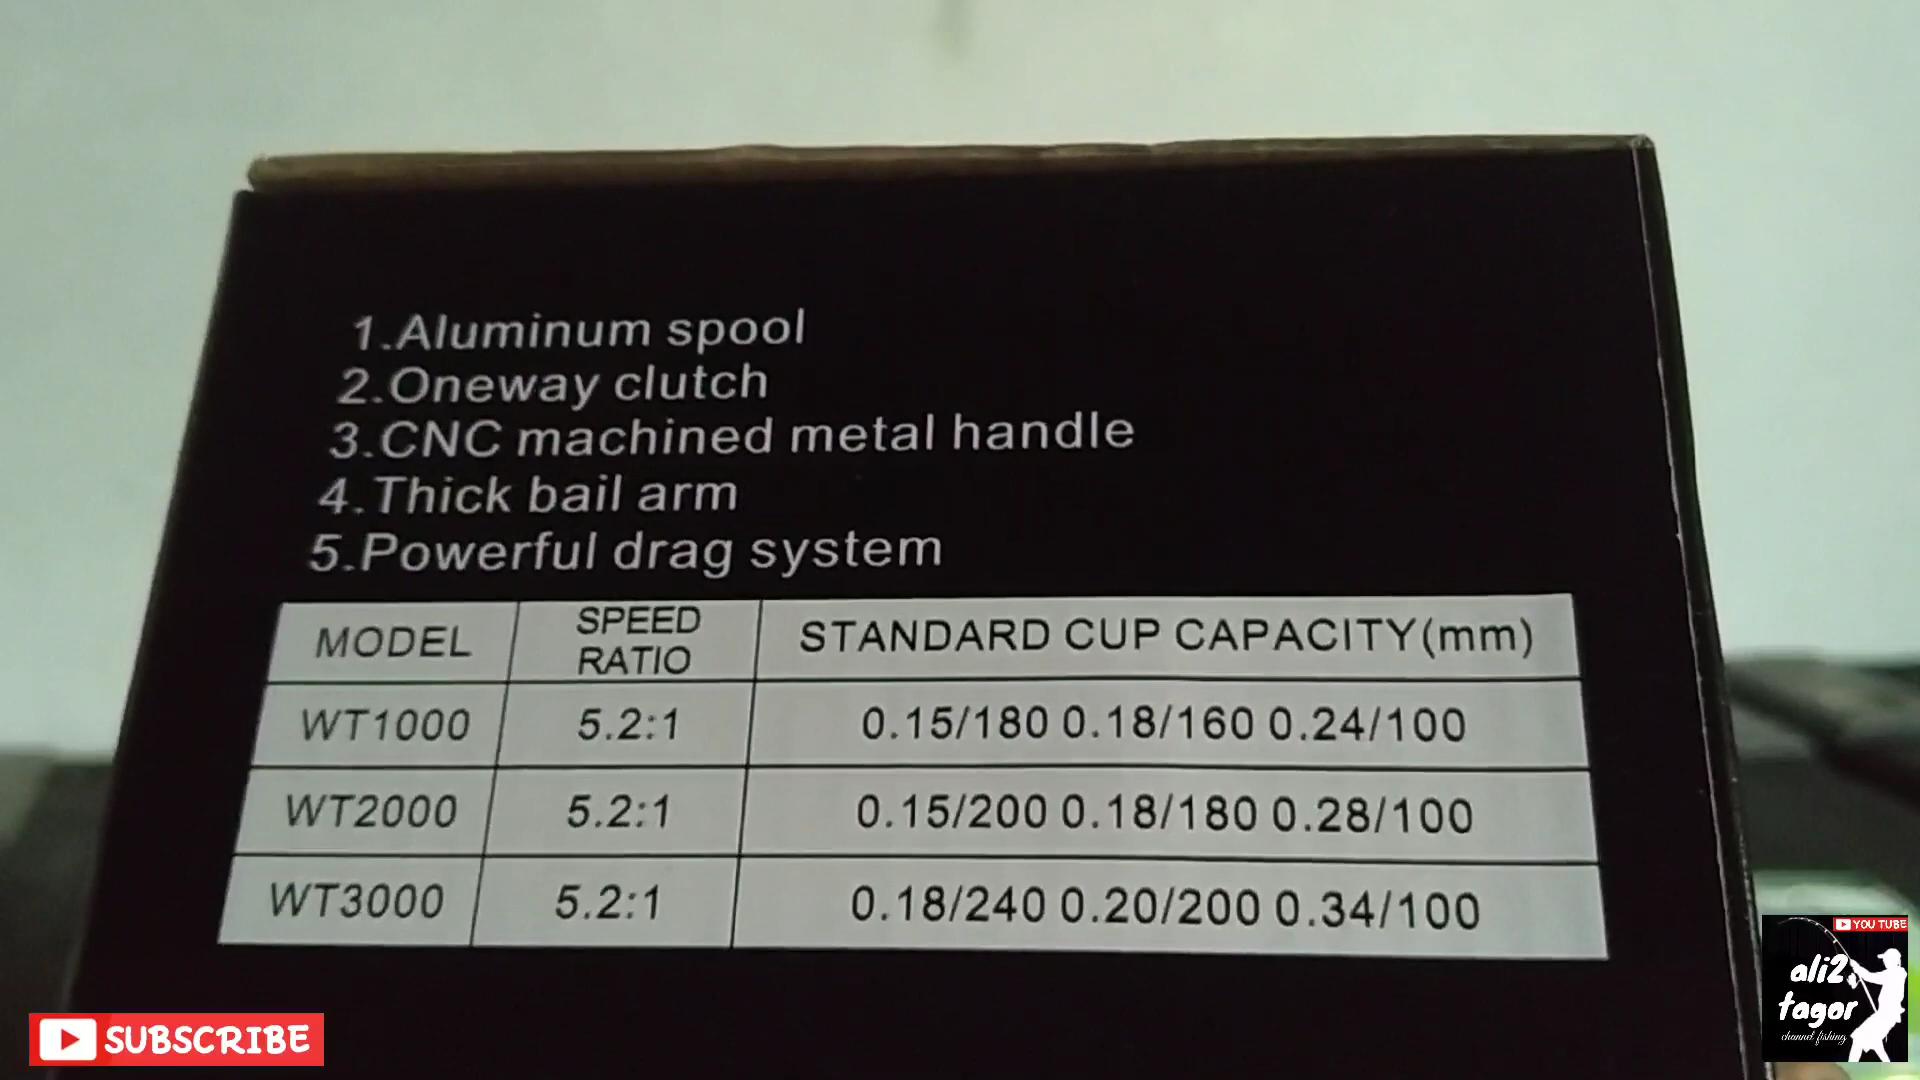 1.Aluminum spool
2.Oneway clutch
3.CNC machined metal handle
4.Thick bail arm
5.Powerful drag system
MODEL SPEED RATIO STANDARD CUP CAPACITY(mm)
WT1000 5.2:1 0.15/180 0.18/160 0.24/100
WT2000 5.2:1 0.15/200 0.18/180 0.28/100
WT3000 5.2:1 0.18/240 0.20/200 0.34/100
SUBSCRIBE
YOU TUBE
ali2
tagor
channel fishing